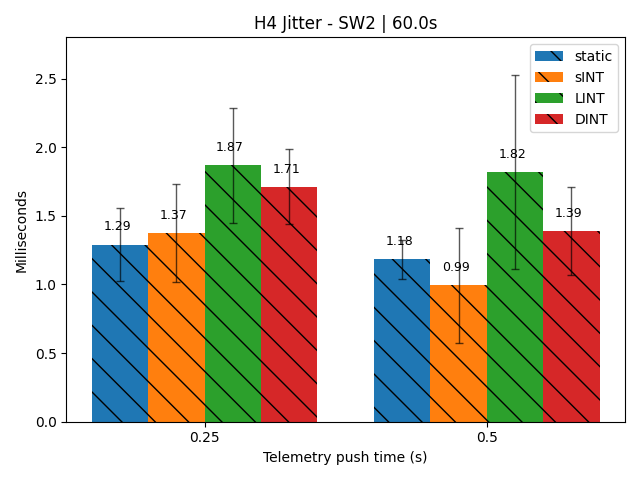 H4 Jitter - SW2 | 60.0s
Milliseconds
2.5
2.0
1.5
1.0
0.5
0.0
static
sINT
LINT
DINT
1.29
1.37
1.87
1.71
1.18
0.99
1.82
1.39
0.25
0.5
Telemetry push time (s)